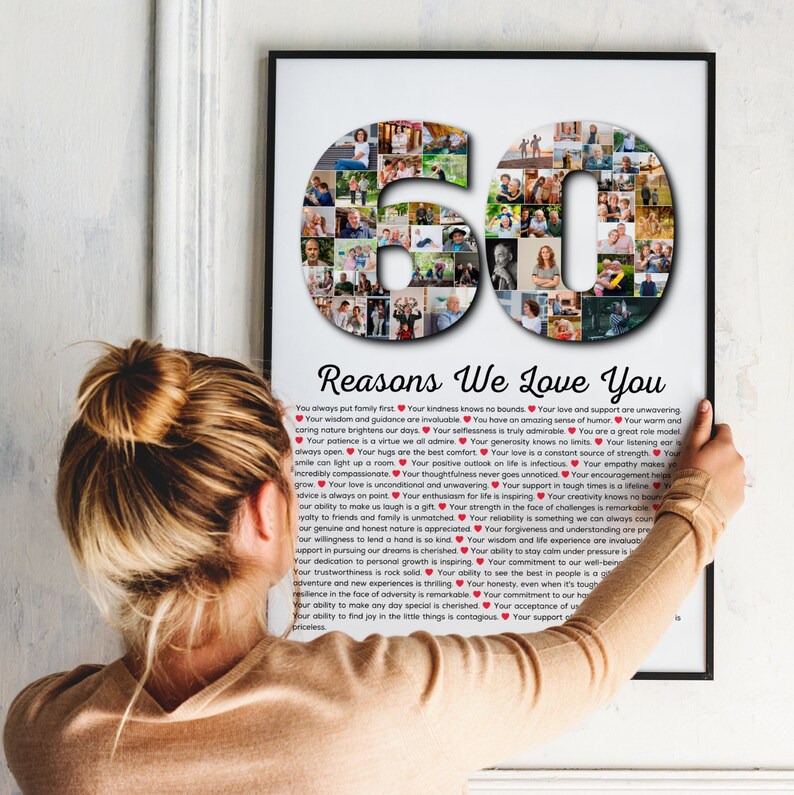 60
Reasons We Love You
You always put family first. ❤ Your kindness knows no bounds. ❤ Your love and support are unwavering.
❤ Your wisdom and guidance are invaluable. ❤ You have an amazing sense of humor. ❤ Your warm and
caring nature brightens our days. ❤ Your selflessness is truly admirable. ❤ You are a great role model.
❤ Your patience is a virtue we all admire. ❤ Your generosity knows no limits. ❤ Your listening ear is
always open. ❤ Your hugs are the best comfort. ❤ Your love is a constant source of strength. ❤ Your
smile can light up a room. ❤ Your positive outlook on life is infectious. ❤ Your empathy makes
incredibly compassionate. ❤ Your thoughtfulness never goes unnoticed. ❤ Your encouragement helps
❤ Your love is unconditional and unwavering. ❤ Your support in tough times is a lifeline. ❤
advice is always on point. ❤ Your enthusiasm for life is inspiring. ❤ Your creativity knows no
ability to make us laugh is a gift. ❤ Your strength in the face of challenges is remarkable. ❤
loyalty to friends and family is unmatched. ❤ Your reliability is something we can always
genuine and honest nature is appreciated. ❤ Your forgiveness and understanding are
Your willingness to lend a hand is so kind. ❤ Your wisdom and life experience are
support in pursuing our dreams is cherished. ❤ Your ability to stay calm under pressure is
Your dedication to personal growth is inspiring. ❤ Your commitment to our
Your trustworthiness is rock solid. ❤ Your ability to see the best in people is a
adventure and new experiences is thrilling. ❤ Your honesty, even when it's
resilience in the face of adversity is remarkable. ❤ Your commitment to our
Your ability to make any day special is cherished. ❤ Your acceptance of
Your ability to find joy in the little things is contagious. ❤ Your support is
priceless.